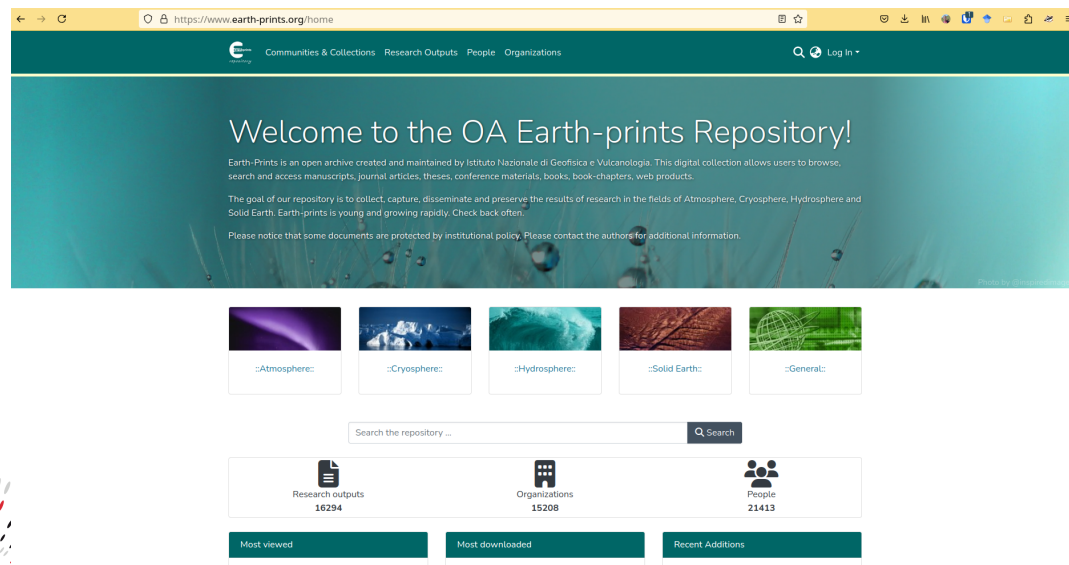 https://www.earth-prints.org/home
Communities & Collections Research Outputs People Organizations Log In
Welcome to the OA Earth-prints Repository!
Earth-Prints is an open archive created and maintained by Istituto Nazionale di Geofisica e Vulcanologia. This digital collection allows users to browse,
search and access manuscripts, journal articles, theses, conference materials, books, book-chapters, web products.
The goal of our repository is to collect, capture, disseminate and preserve the results of research in the fields of Atmosphere, Cryosphere, Hydrosphere and
Solid Earth. Earth-prints is young and growing rapidly. Check back often.
Please notice that some documents are protected by institutional policy. Please contact the authors for additional information.
Photo by
::Atmosphere:: ::Cryosphere:: ::Hydrosphere:: ::Solid Earth:: ::General::
Search the repository ... Search
Research outputs Organizations People
16294 15208 21413
Most viewed Most downloaded Recent Additions